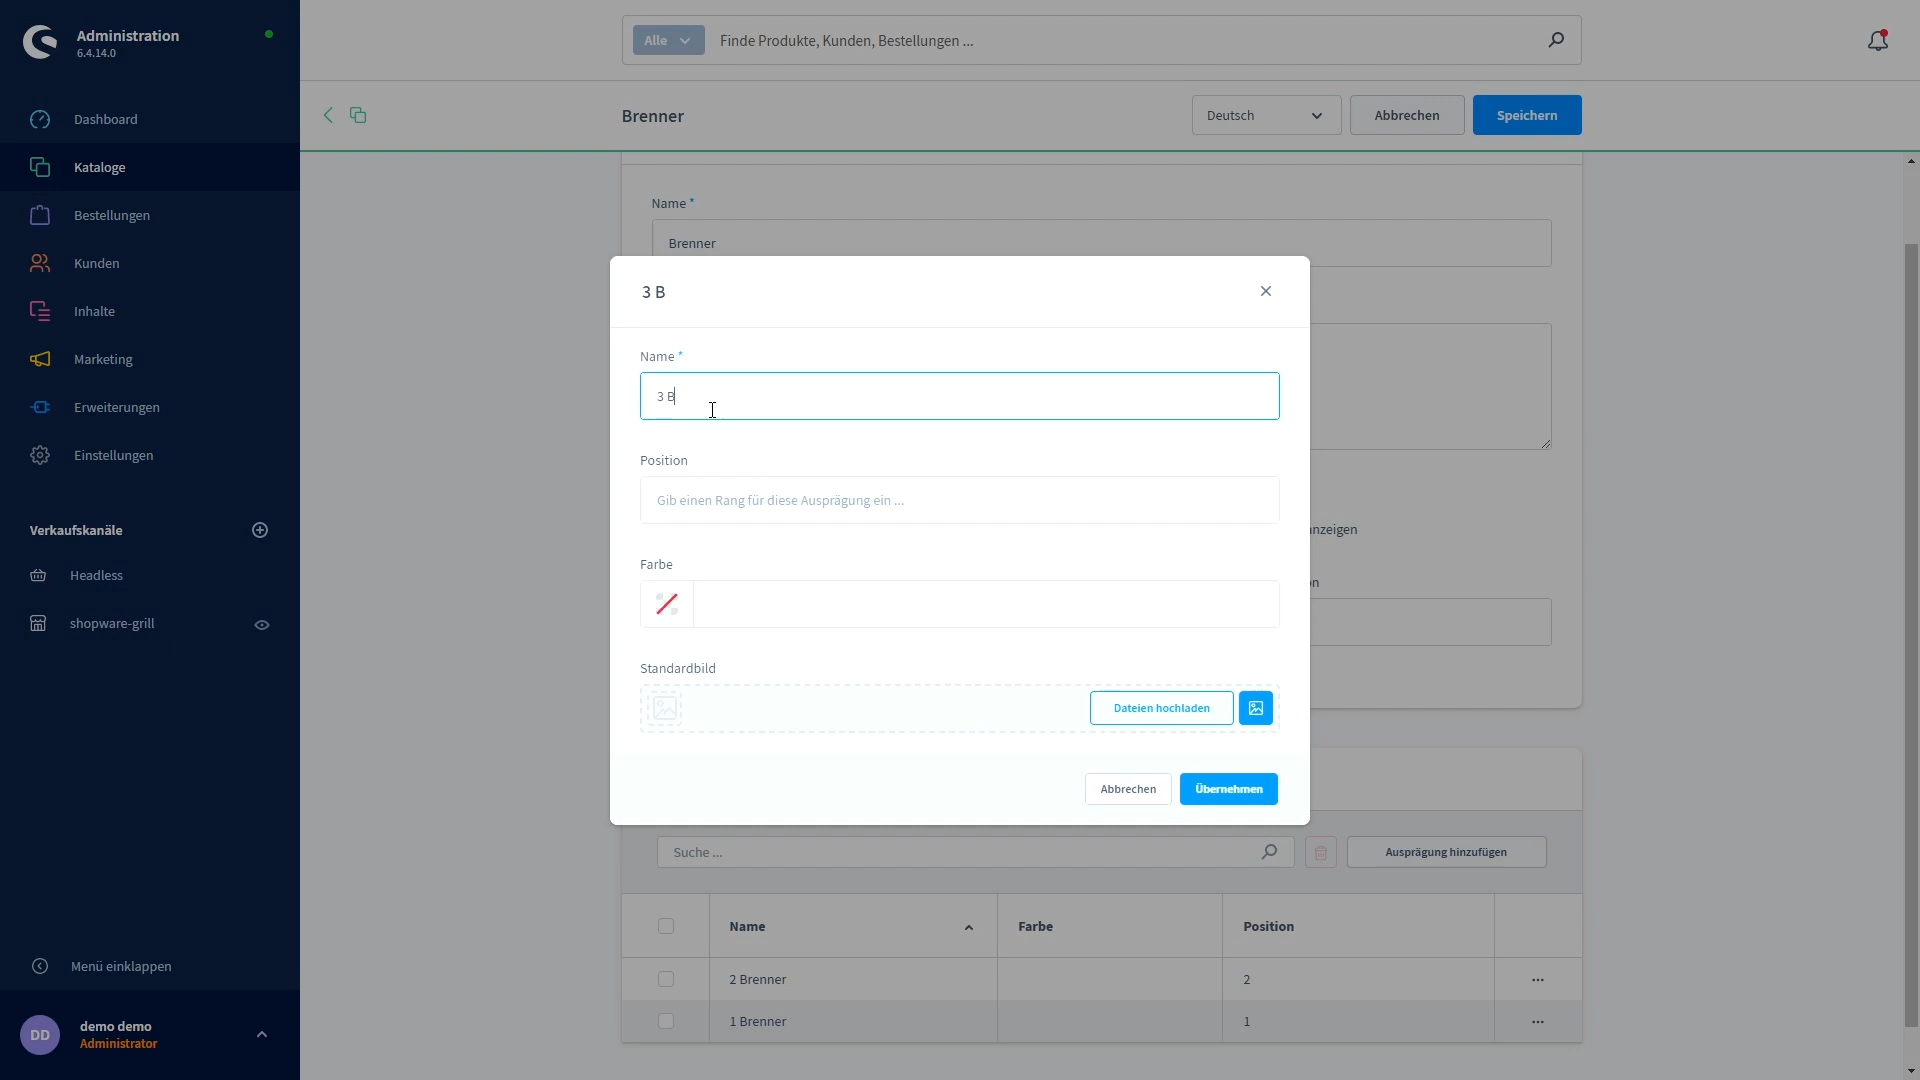 Administration
6.4.14.0
Dashboard
Kataloge
Bestellungen
Kunden
Inhalte
Marketing
Erweiterungen
Einstellungen
Verkaufskanäle
Headless
shopware-grill
Menü einklappen
DD
demo demo
Administrator
Alle
Finde Produkte, Kunden, Bestellungen ...
Brenner
Deutsch
Abbrechen
Speichern
Name *
Brenner
3 B
Name *
3 B
Position
Gib einen Rang für diese Ausprägung ein ...
nzeigen
Farbe
n
Standardbild
Dateien hochladen
Abbrechen
Übernehmen
Suche ...
Ausprägung hinzufügen
Name
Farbe
Position
2 Brenner
2
1 Brenner
1